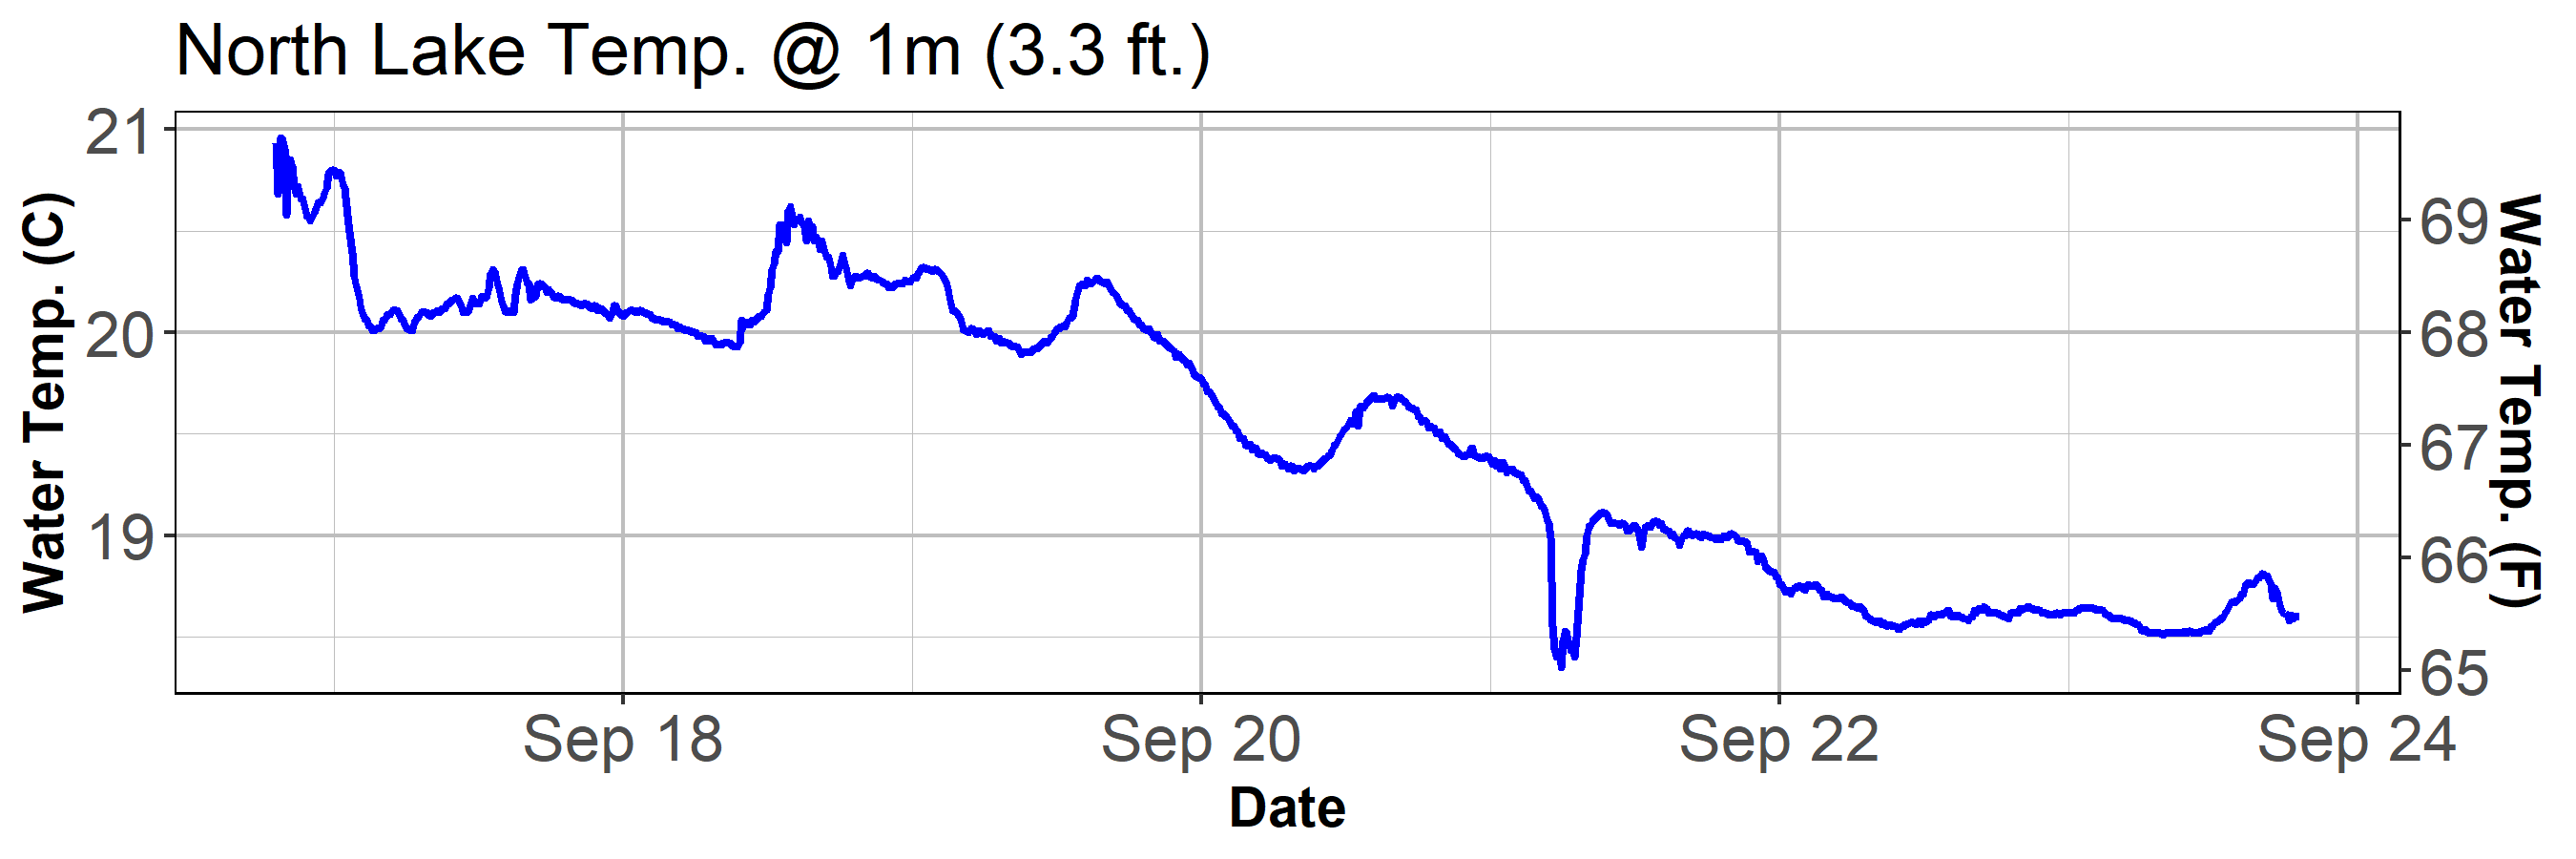 North Lake Temp. @ 1m (3.3 ft.)
Water Temp. (C)
21
20
19
Water Temp. (F)
69
68
67
66
65
Sep 18
Sep 20
Sep 22
Sep 24
Date